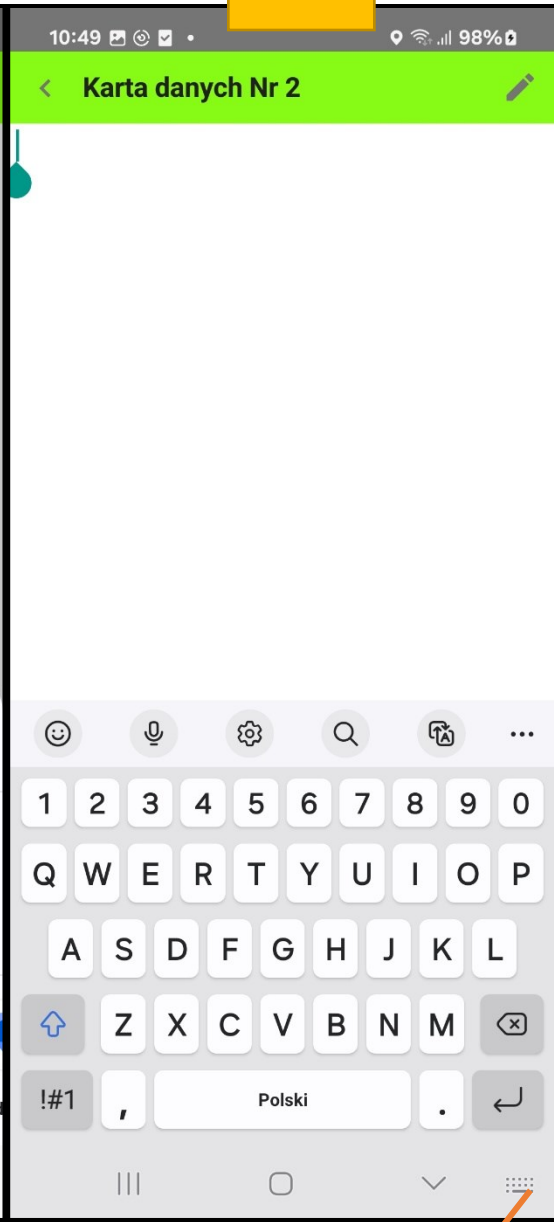 10:49 98%
Karta danych Nr 2
1 2 3 4 5 6 7 8 9 0
Q W E R T Y U I O P
A S D F G H J K L
Z X C V B N M
!#1 , Polski .